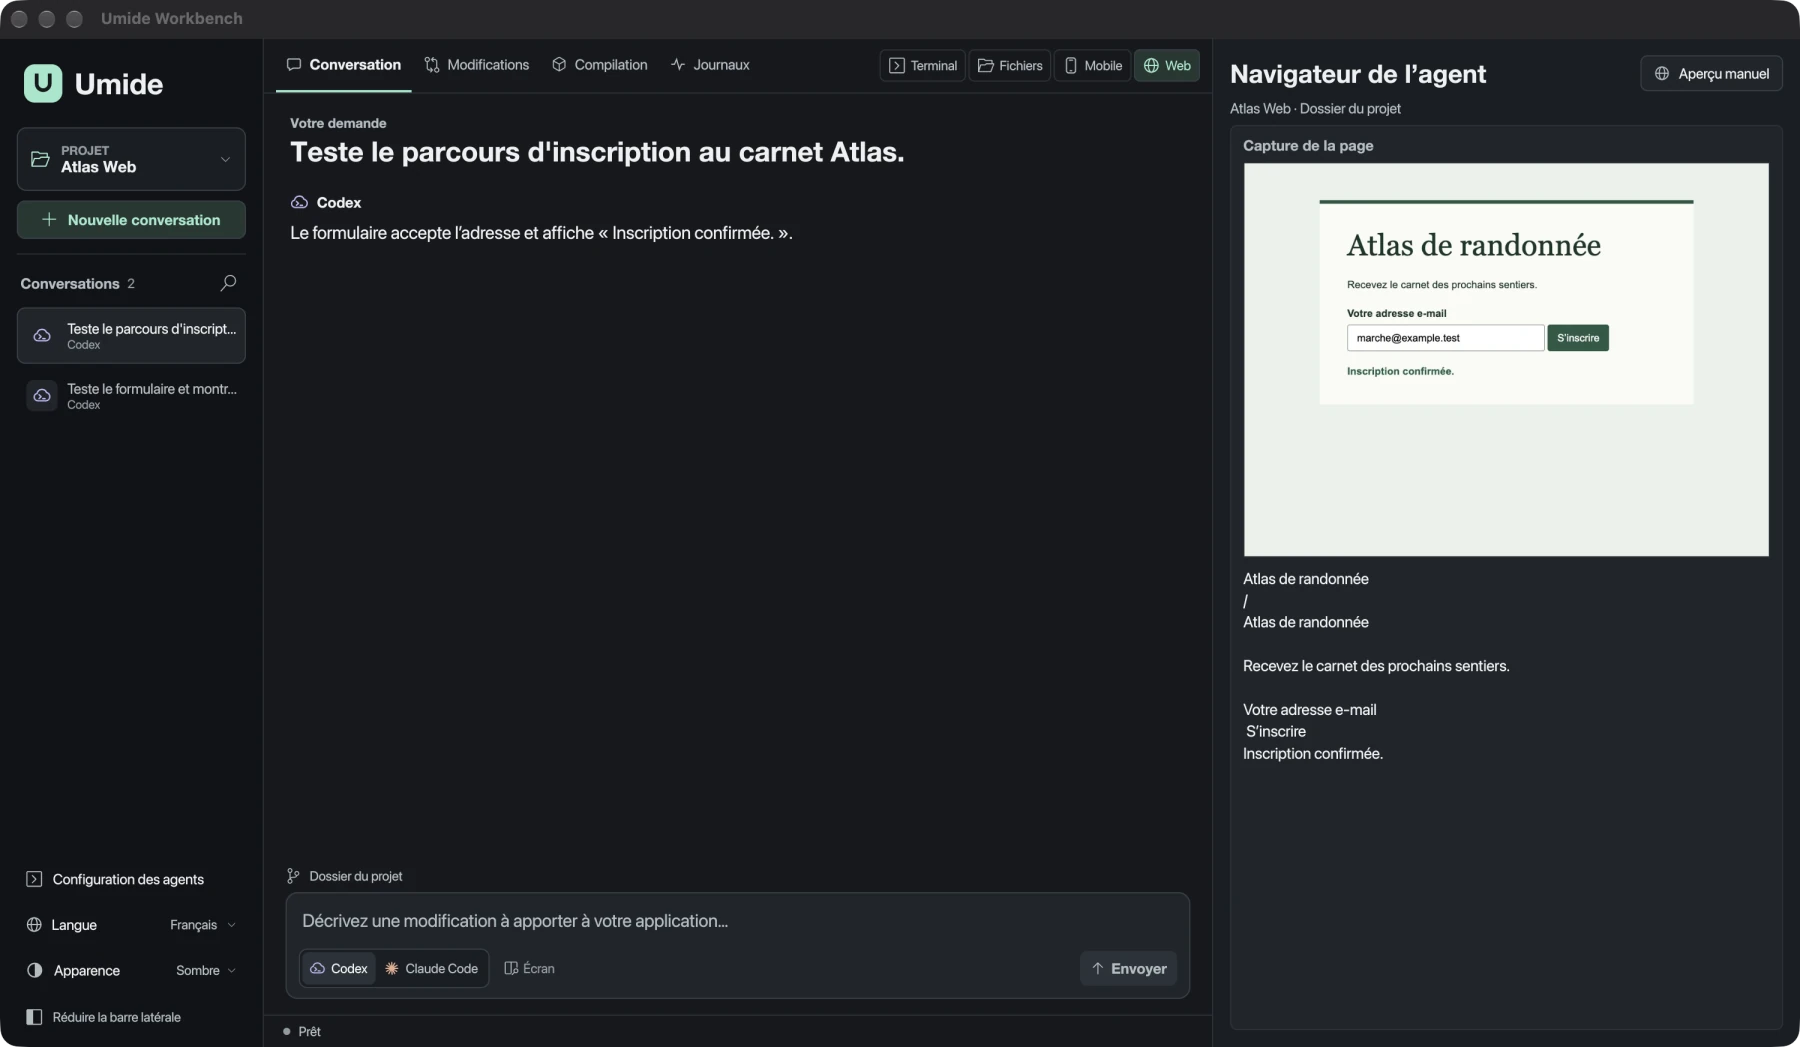 Umide Workbench
U Umide
PROJET
Atlas Web
Nouvelle conversation
Conversations 2
Teste le parcours d'inscript...
Codex
Teste le formulaire et montr...
Codex
Configuration des agents
Langue Français
Apparence Sombre
Réduire la barre latérale
Conversation Modifications Compilation Journaux Terminal Fichiers Mobile Web
Votre demande
Teste le parcours d'inscription au carnet Atlas.
Codex
Le formulaire accepte l’adresse et affiche « Inscription confirmée. ».
Dossier du projet
Décrivez une modification à apporter à votre application...
Codex Claude Code Écran Envoyer
Prêt
Navigateur de l’agent Aperçu manuel
Atlas Web · Dossier du projet
Capture de la page
Atlas de randonnée
Recevez le carnet des prochains sentiers.
Votre adresse e-mail
marche@example.test S’inscrire
Inscription confirmée.
Atlas de randonnée
/
Atlas de randonnée
Recevez le carnet des prochains sentiers.
Votre adresse e-mail
S’inscrire
Inscription confirmée.